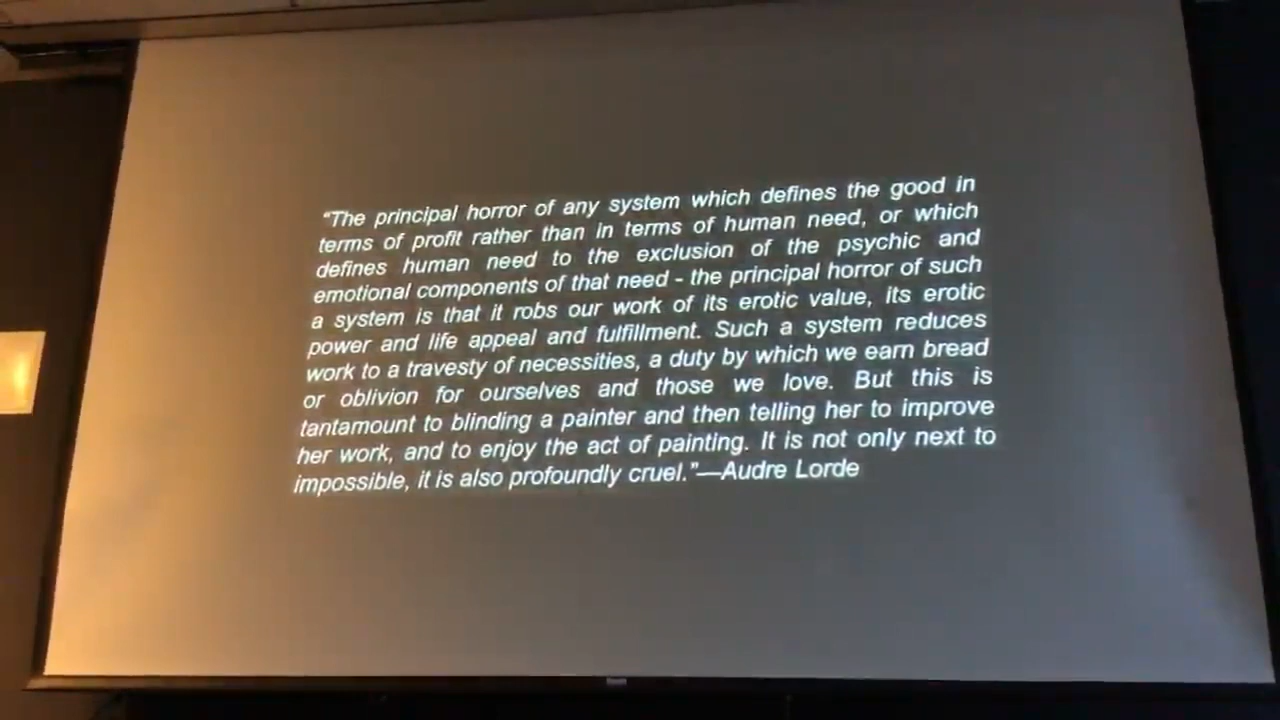 “The principal horror of any system which defines the good in
terms of profit rather than in terms of human need, or which
defines human need to the exclusion of the psychic and
emotional components of that need - the principal horror of such
a system is that it robs our work of its erotic value, its erotic
power and life appeal and fulfillment. Such a system reduces
work to a travesty of necessities, a duty by which we earn bread
or oblivion for ourselves and those we love. But this is
tantamount to blinding a painter and then telling her to improve
her work, and to enjoy the act of painting. It is not only next to
impossible, it is also profoundly cruel.”—Audre Lorde